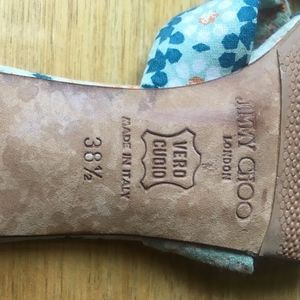 JIMMY CHOO
LONDON
VERO
CUOIO
MADE IN ITALY
38½